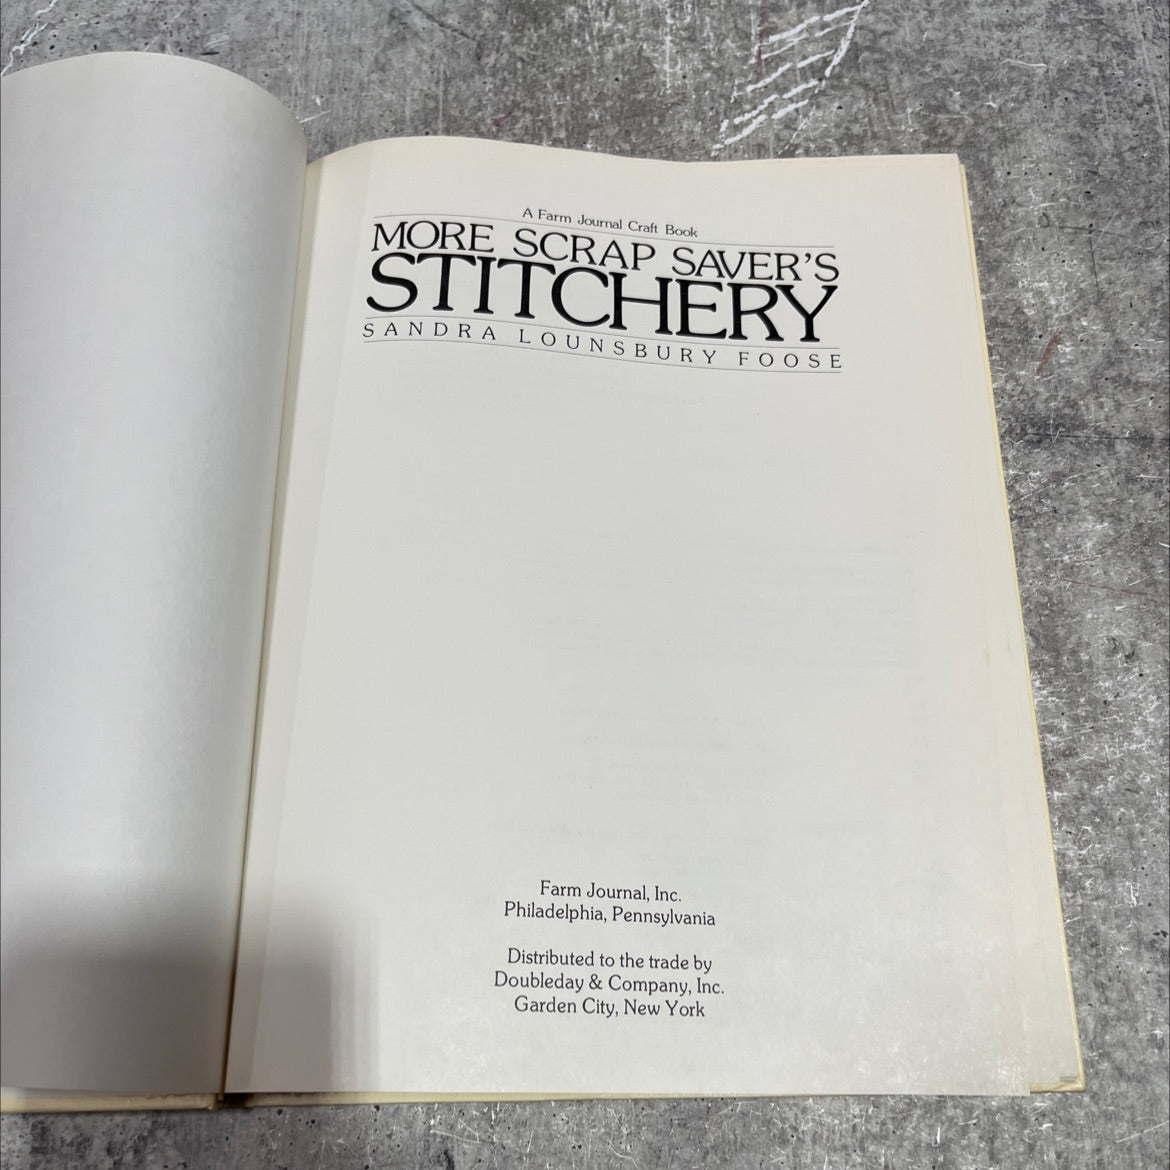 A Farm Journal Craft Book
MORE SCRAP SAVER'S
STITCHERY
SANDRA LOUNSBURY FOOSE
Farm Journal, Inc.
Philadelphia, Pennsylvania
Distributed to the trade by
Doubleday & Company, Inc.
Garden City, New York